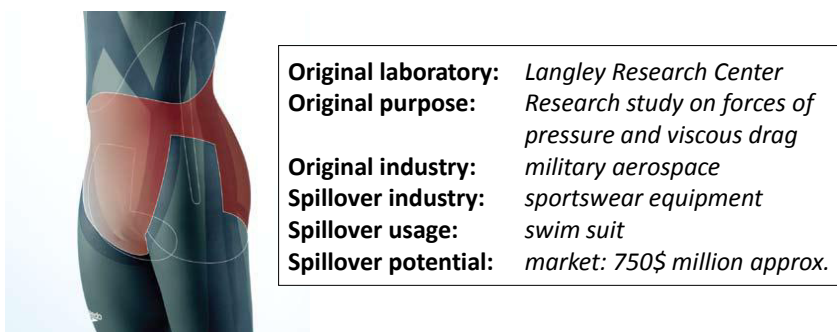 Original laboratory: Langley Research Center
Original purpose: Research study on forces of
pressure and viscous drag
Original industry: military aerospace
Spillover industry: sportswear equipment
Spillover usage: swim suit
Spillover potential: market: 750$ million approx.